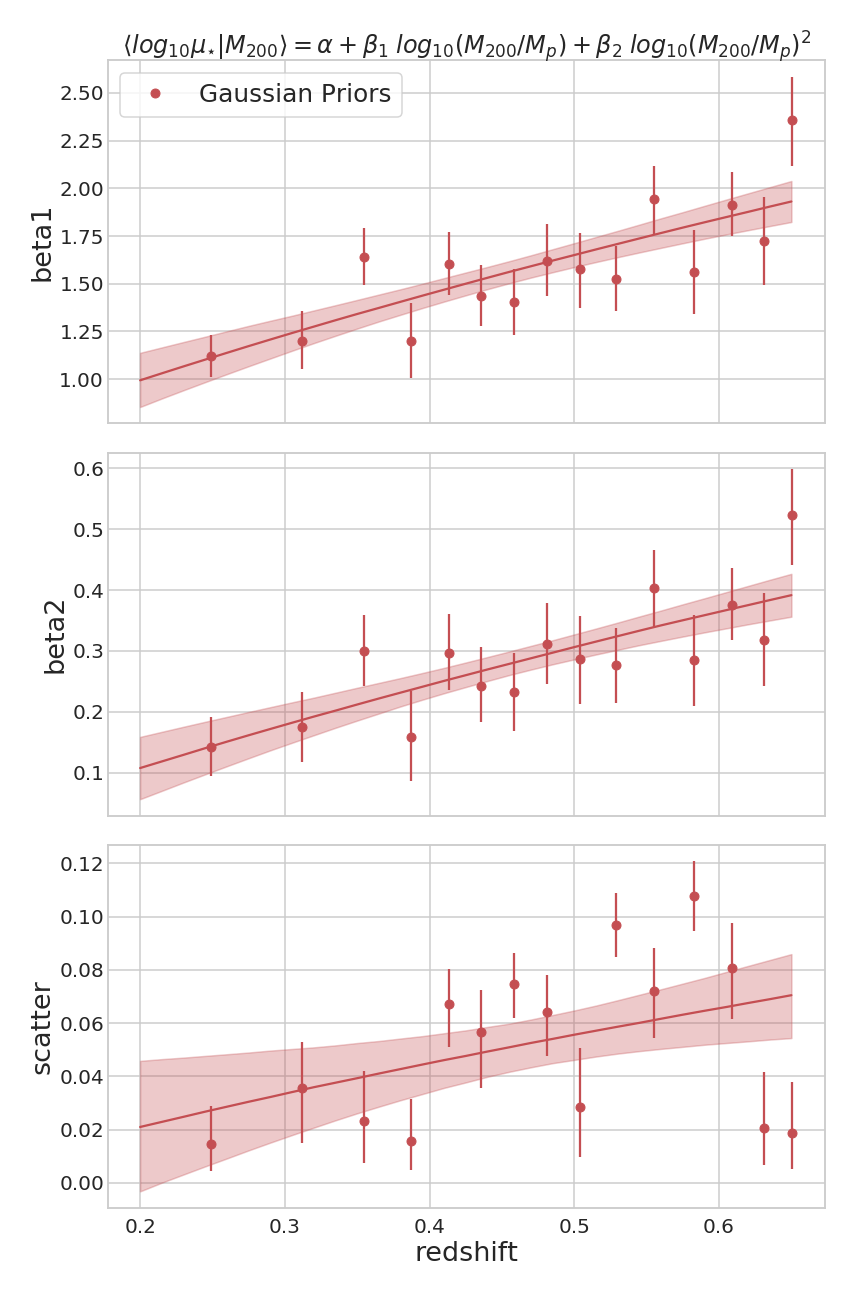 ⟨log₁₀μ⋆|M₂₀₀⟩ = α + β₁ log₁₀(M₂₀₀/Mₚ) + β₂ log₁₀(M₂₀₀/Mₚ)²
Gaussian Priors
2.50
2.25
2.00
1.75
1.50
1.25
1.00
beta1
0.6
0.5
0.4
0.3
0.2
0.1
beta2
0.12
0.10
0.08
0.06
0.04
0.02
0.00
scatter
0.2 0.3 0.4 0.5 0.6
redshift